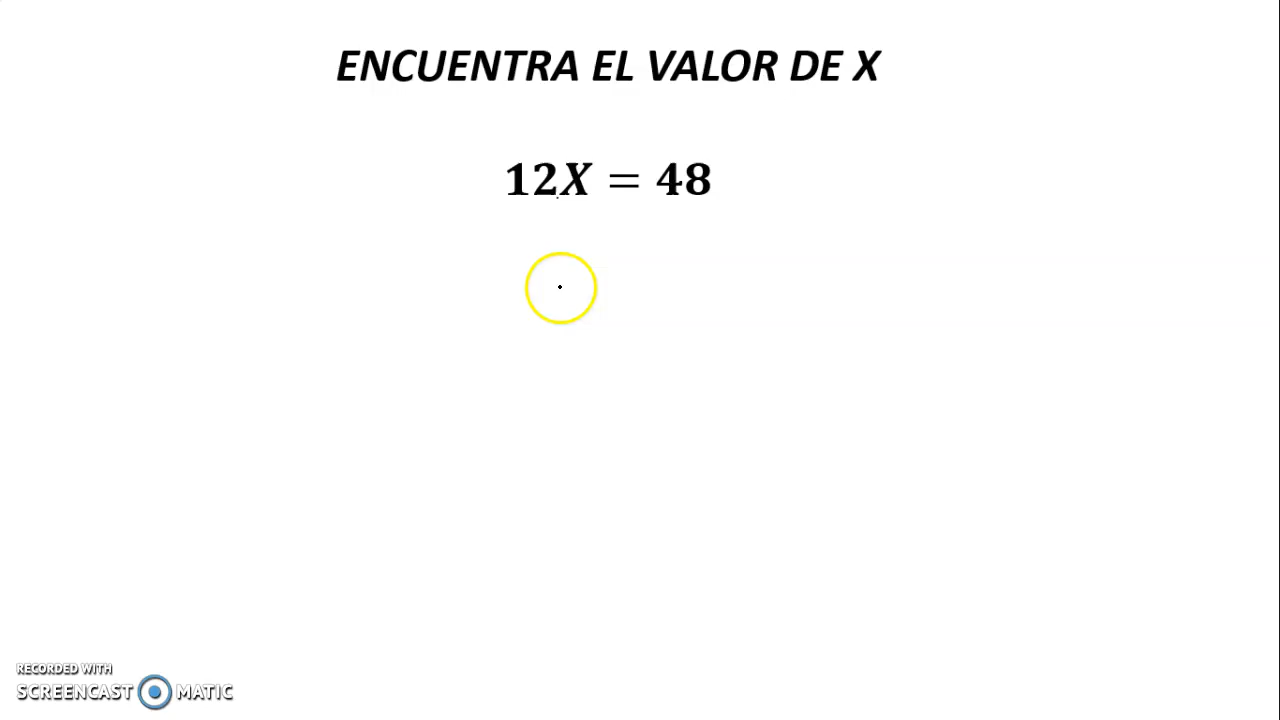 ENCUENTRA EL VALOR DE X
12X = 48
RECORDED WITH
SCREENCAST MATIC